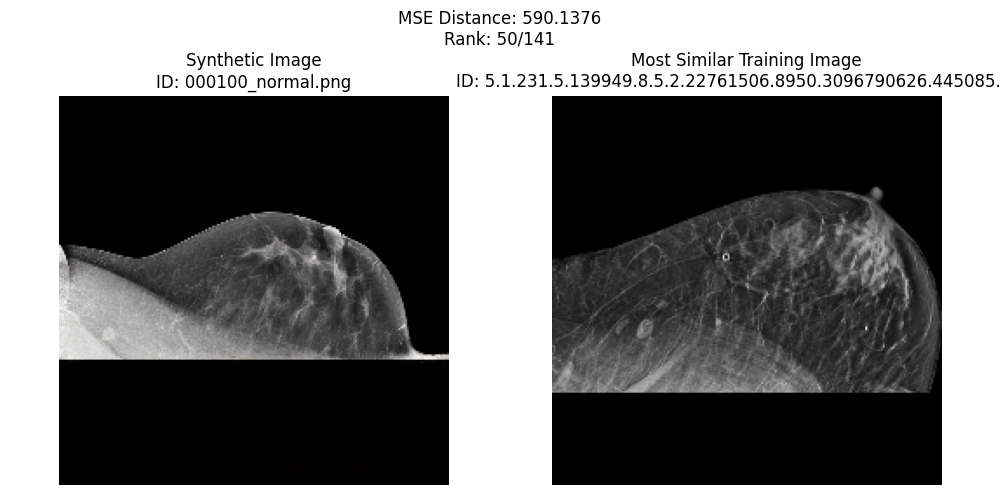 MSE Distance: 590.1376
Rank: 50/141
Synthetic Image
ID: 000100_normal.png
Most Similar Training Image
ID: 5.1.231.5.139949.8.5.2.22761506.8950.3096790626.445085.